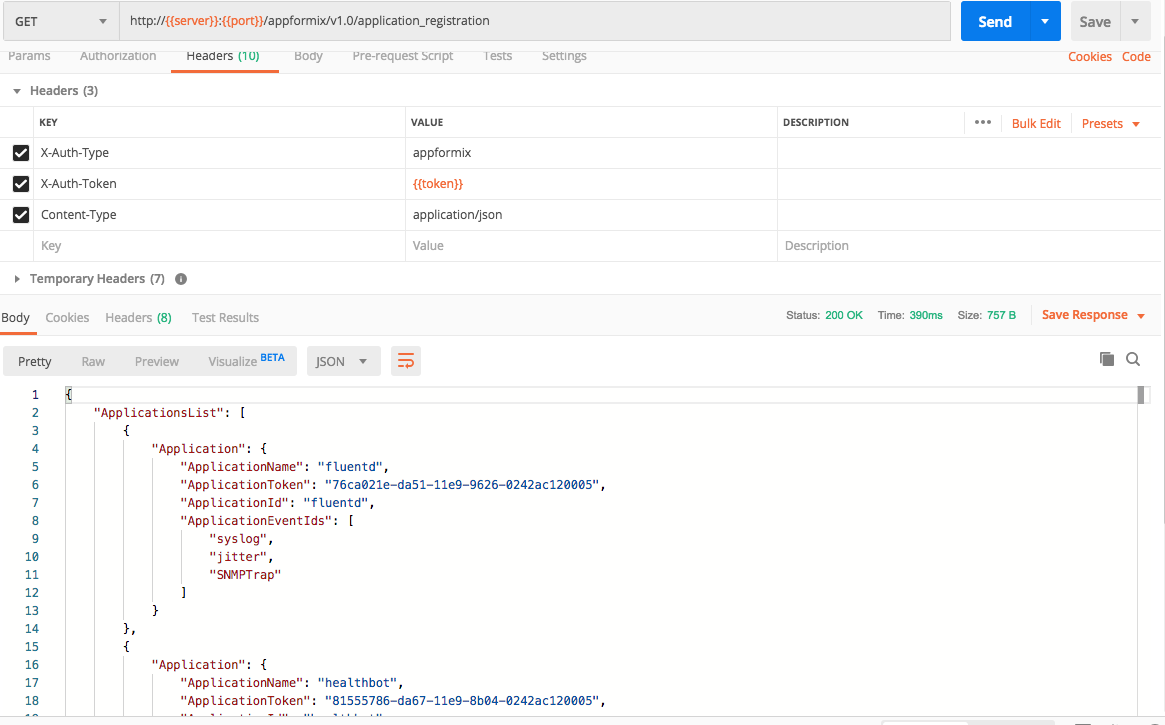 GET http://{{server}}:{{port}}/appformix/v1.0/application_registration Send Save
Params Authorization Headers (10) Body Pre-request Script Tests Settings Cookies Code
Headers (3)
KEY VALUE DESCRIPTION ••• Bulk Edit Presets
X-Auth-Type appformix
X-Auth-Token {{token}}
Content-Type application/json
Key Value Description
Temporary Headers (7) i
Body Cookies Headers (8) Test Results Status: 200 OK Time: 390ms Size: 757 B Save Response
Pretty Raw Preview Visualize BETA JSON
1 {
2 "ApplicationsList": [
3 {
4 "Application": {
5 "ApplicationName": "fluentd",
6 "ApplicationToken": "76ca021e-da51-11e9-9626-0242ac120005",
7 "ApplicationId": "fluentd",
8 "ApplicationEventIds": [
9 "syslog",
10 "jitter",
11 "SNMPTrap"
12 ]
13 }
14 },
15 {
16 "Application": {
17 "ApplicationName": "healthbot",
18 "ApplicationToken": "81555786-da67-11e9-8b04-0242ac120005",